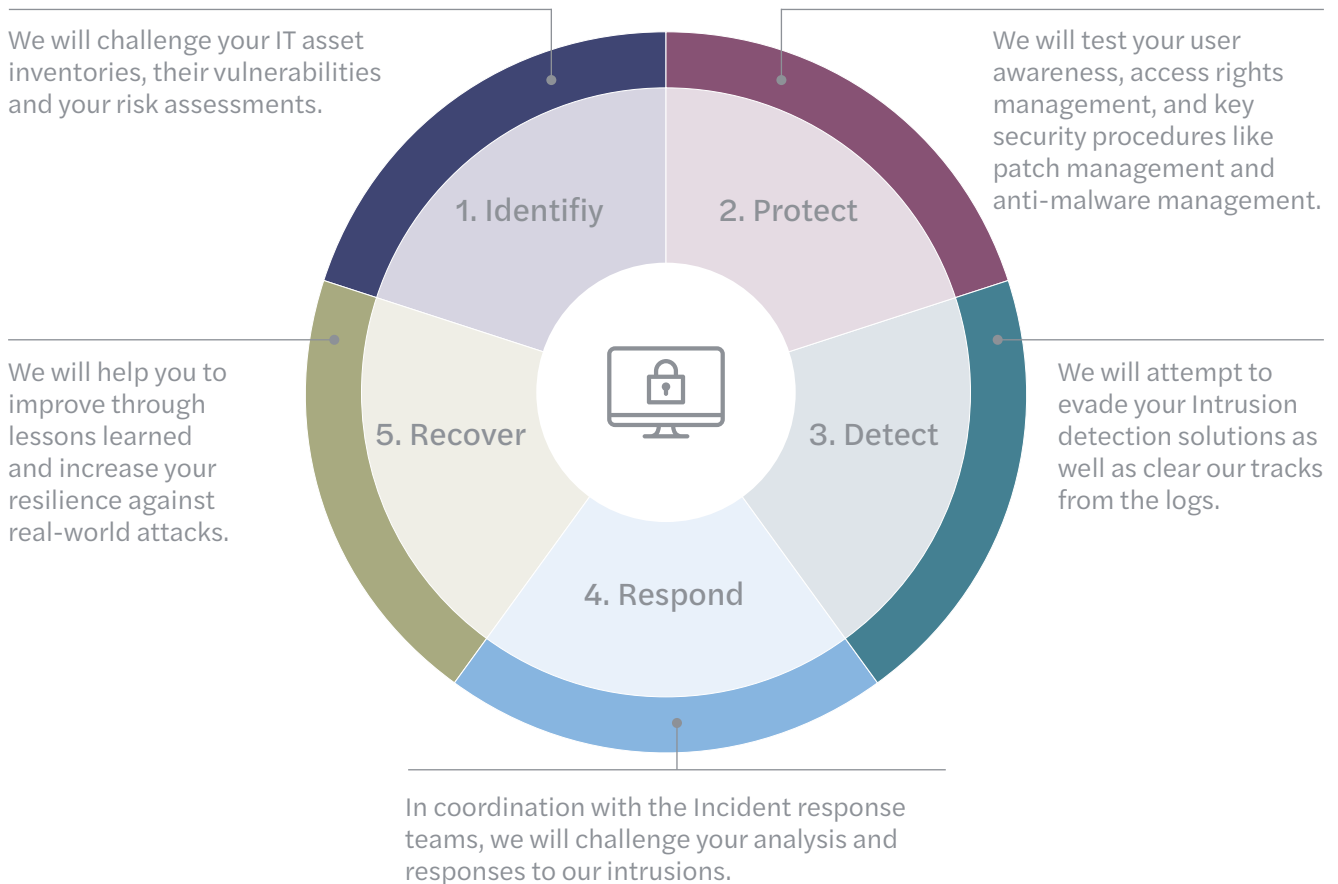 We will challenge your IT asset
inventories, their vulnerabilities
and your risk assessments.
We will test your user
awareness, access rights
management, and key
security procedures like
patch management and
anti-malware management.
1. Identifiy
2. Protect
We will help you to
improve through
lessons learned
and increase your
resilience against
real-world attacks.
5. Recover
3. Detect
We will attempt to
evade your Intrusion
detection solutions as
well as clear our tracks
from the logs.
4. Respond
In coordination with the Incident response
teams, we will challenge your analysis and
responses to our intrusions.